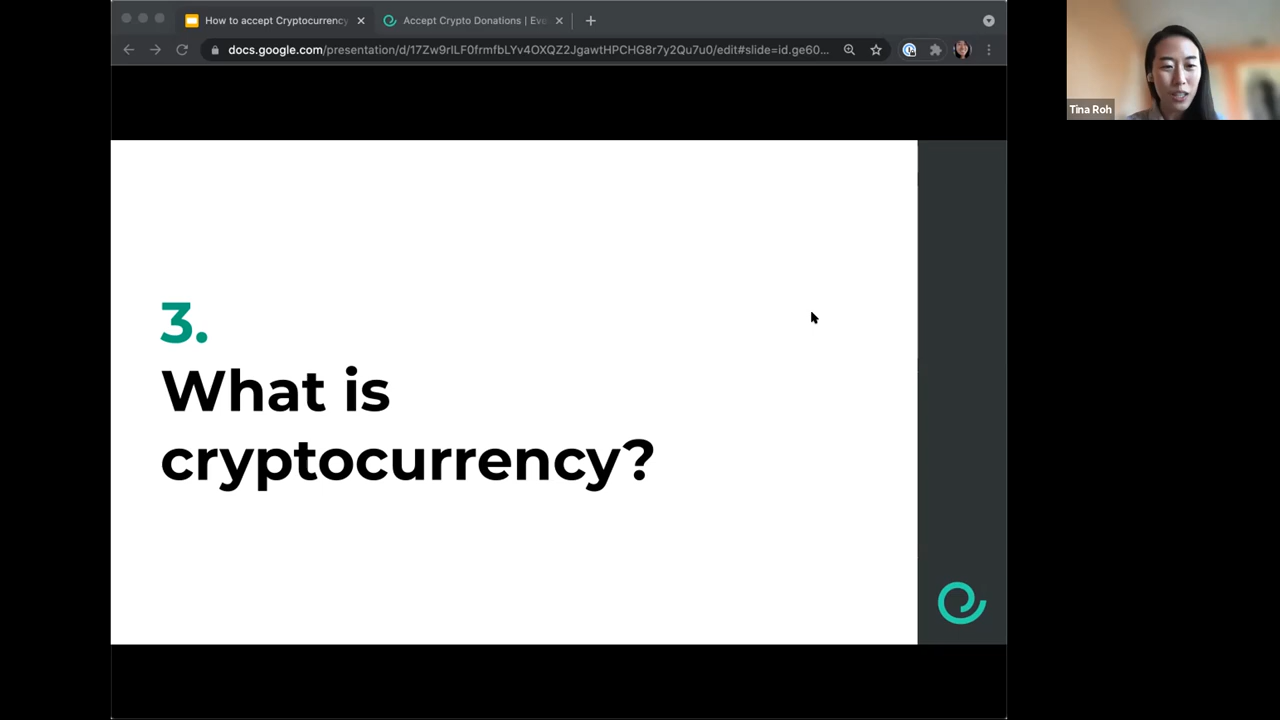 How to accept Cryptocurrency
Accept Crypto Donations | Eve
docs.google.com/presentation/d/17Zw9rILF0frmfbLYv4OXQZ2JgawtHPCHG8r7y2Qu7u0/edit#slide=id.ge60...
Tina Roh
3.
What is
cryptocurrency?